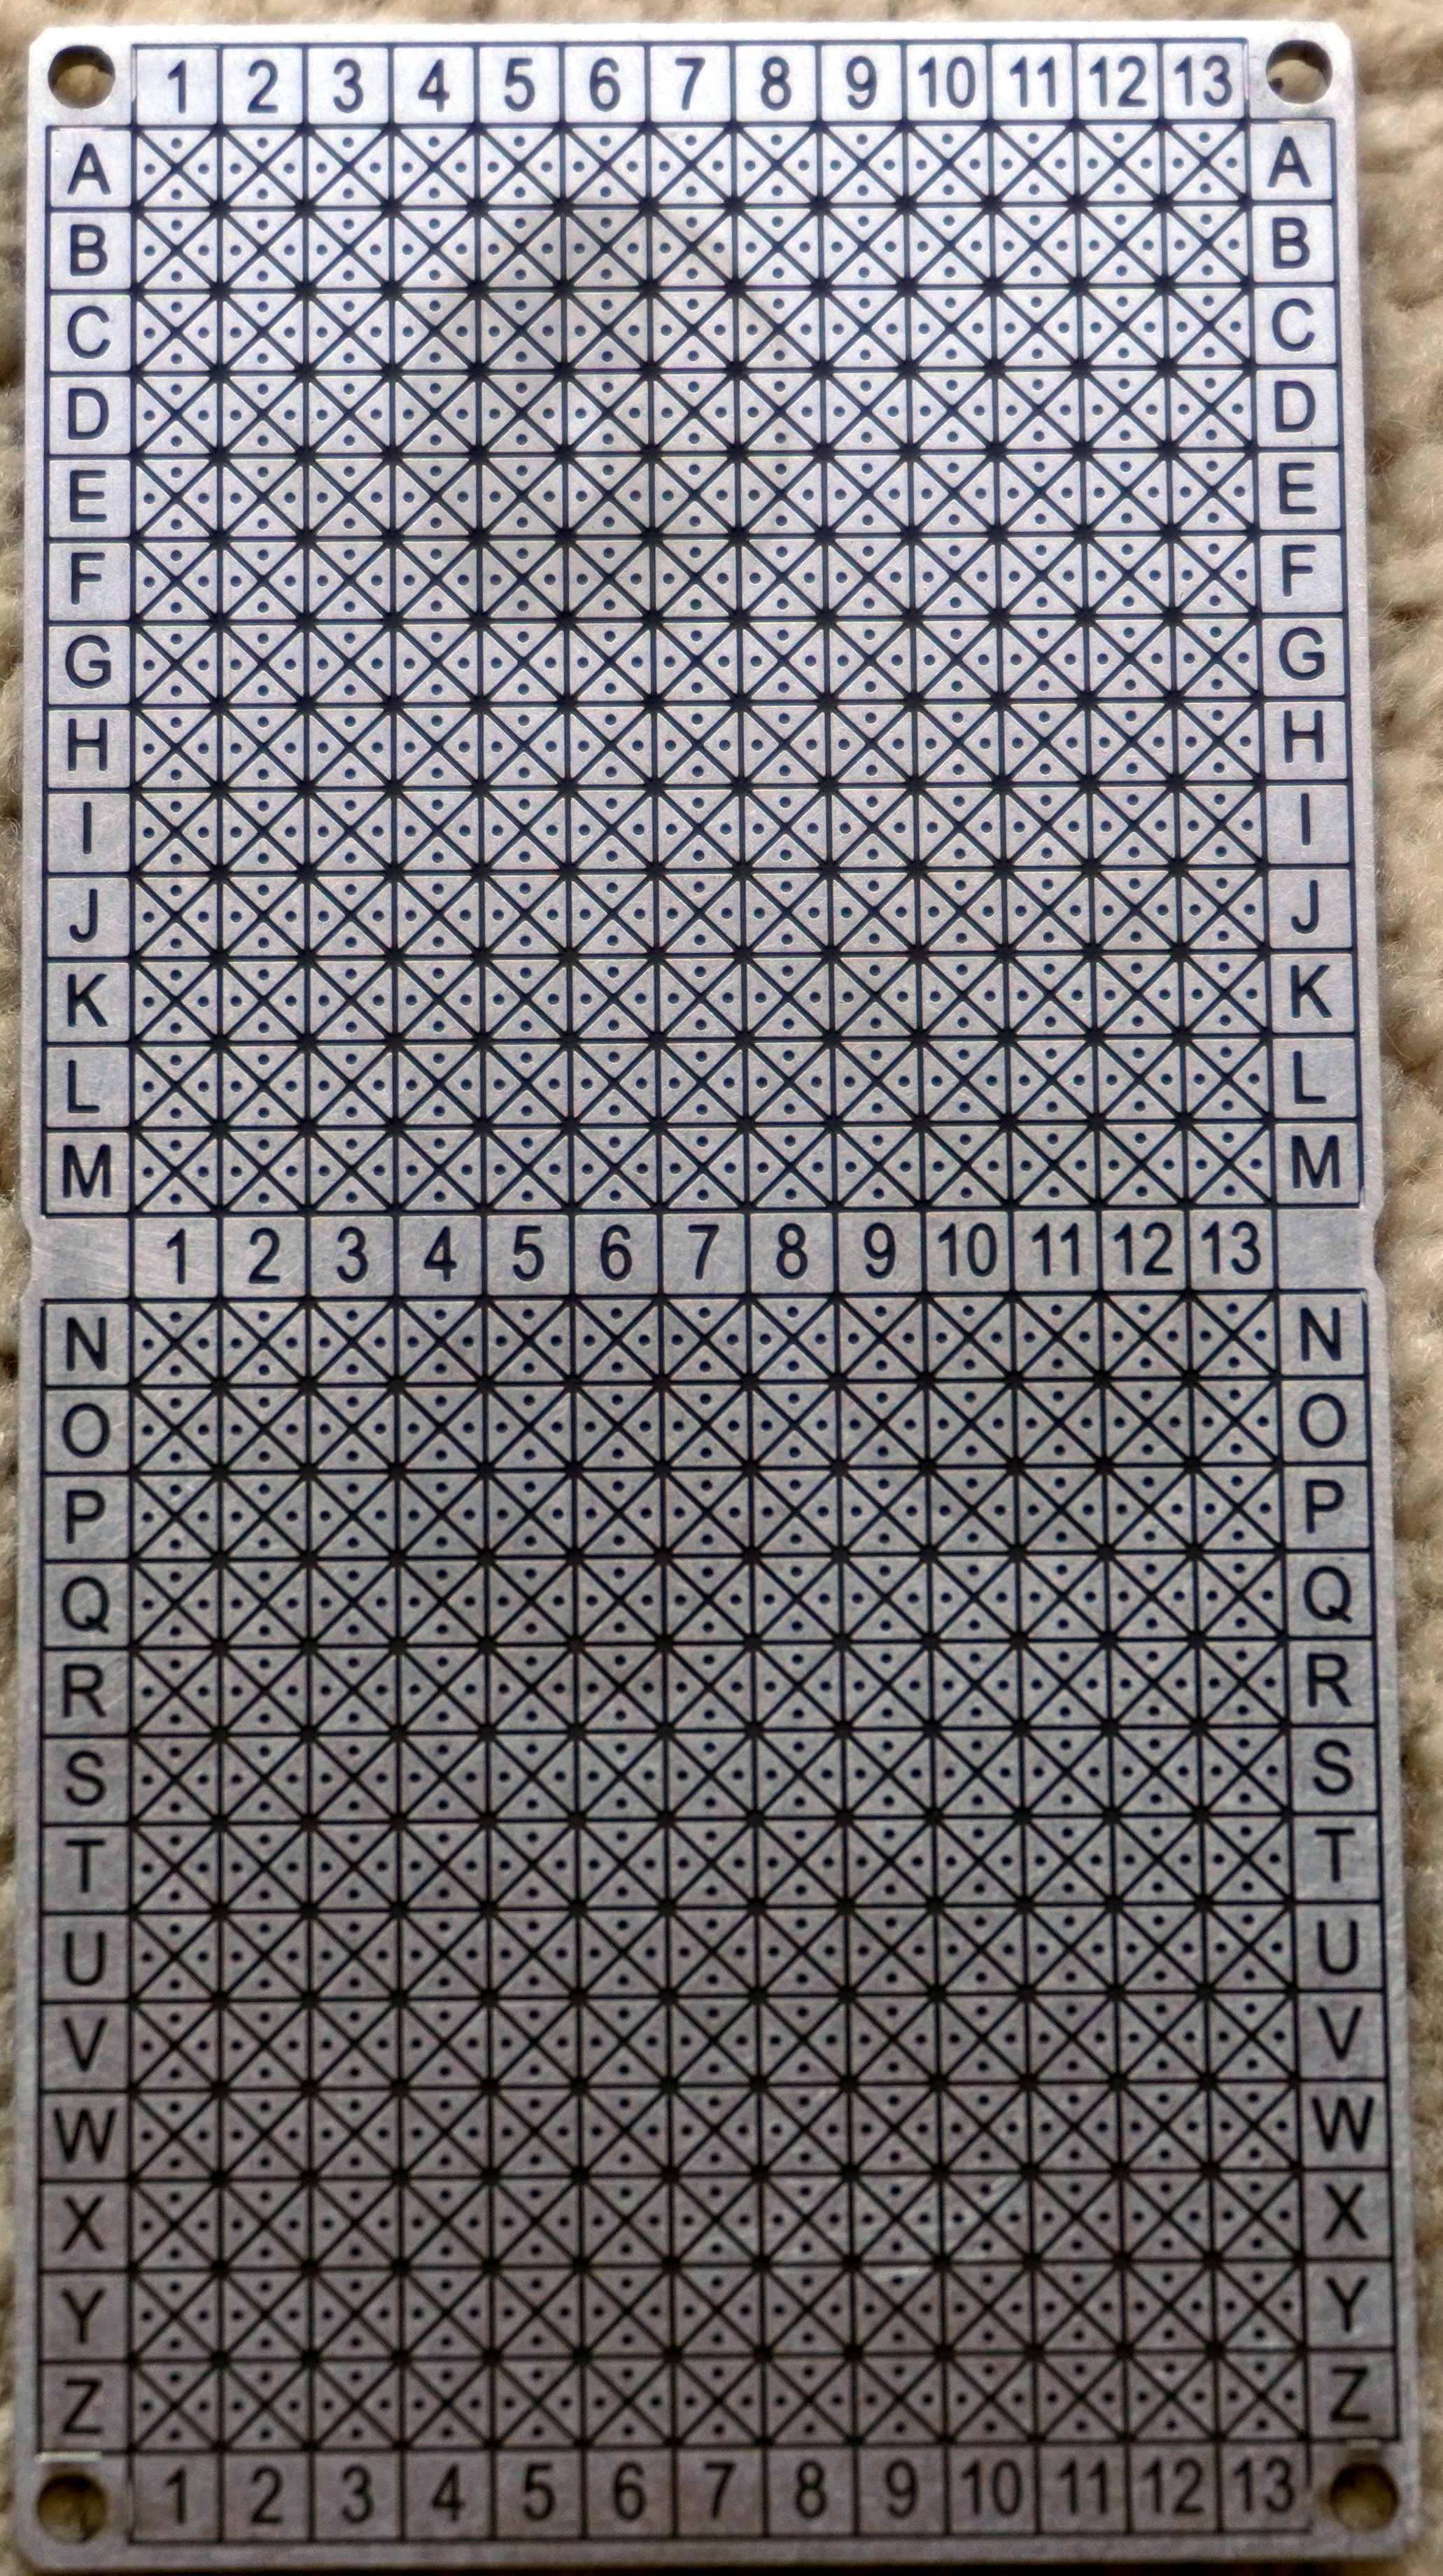 1 2 3 4 5 6 7 8 9 10 11 12 13
A A
B B
C C
D D
E E
F F
G G
H H
I I
J J
K K
L L
M M
1 2 3 4 5 6 7 8 9 10 11 12 13
N N
O O
P P
Q Q
R R
S S
T T
U U
V V
W W
X X
Y Y
Z Z
1 2 3 4 5 6 7 8 9 10 11 12 13